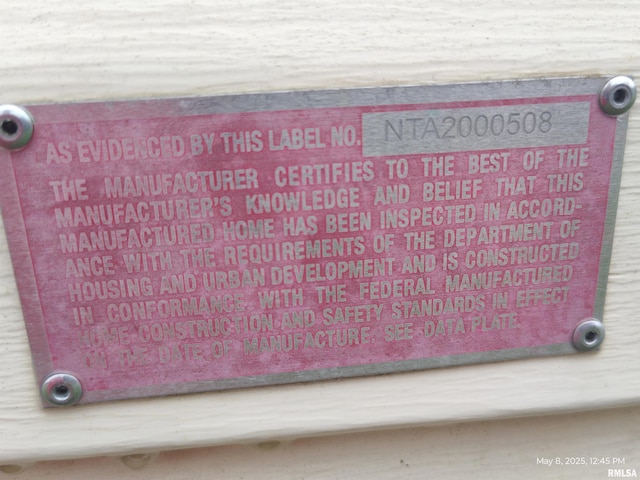 AS EVIDENCED BY THIS LABEL NO. NTA2000508
THE MANUFACTURER CERTIFIES TO THE BEST OF THE
MANUFACTURER'S KNOWLEDGE AND BELIEF THAT THIS
MANUFACTURED HOME HAS BEEN INSPECTED IN ACCORD-
ANCE WITH THE REQUIREMENTS OF THE DEPARTMENT OF
HOUSING AND URBAN DEVELOPMENT AND IS CONSTRUCTED
IN CONFORMANCE WITH THE FEDERAL MANUFACTURED
HOME CONSTRUCTION AND SAFETY STANDARDS IN EFFECT
ON THE DATE OF MANUFACTURE. SEE DATA PLATE
May 8, 2025, 12:45 PM
RMLSA